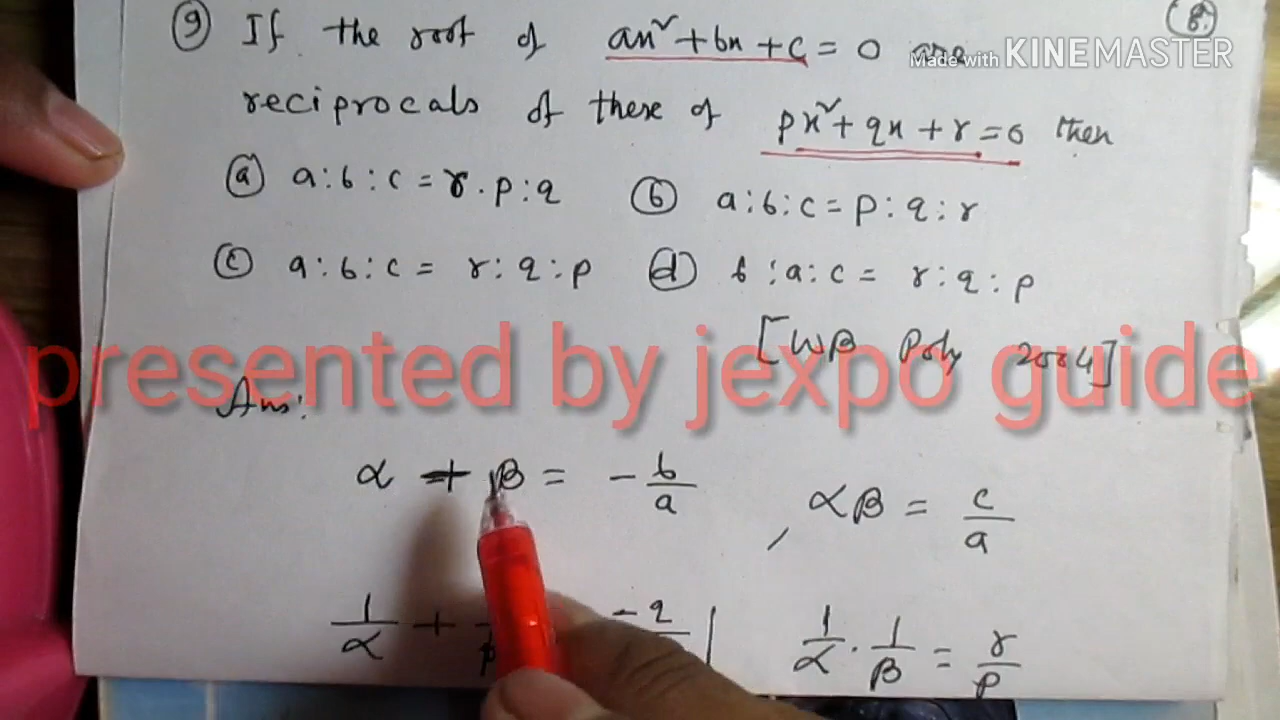 ⑨ If the root of ax²+bx+c=0 are
(8)
Made with KINEMASTER
reciprocals of these of px²+qx+r=0 then
ⓐ a:b:c=r.p:q ⓑ a:b:c=p:q:r
ⓒ a:b:c= r:q:p ⓓ b:a:c= r:q:p
[WB Poly 2004]
presented by jexpo guide
Ans:
α + β = -b/a , αβ = c/a
1/α + -q | 1/α · 1/β = r/p